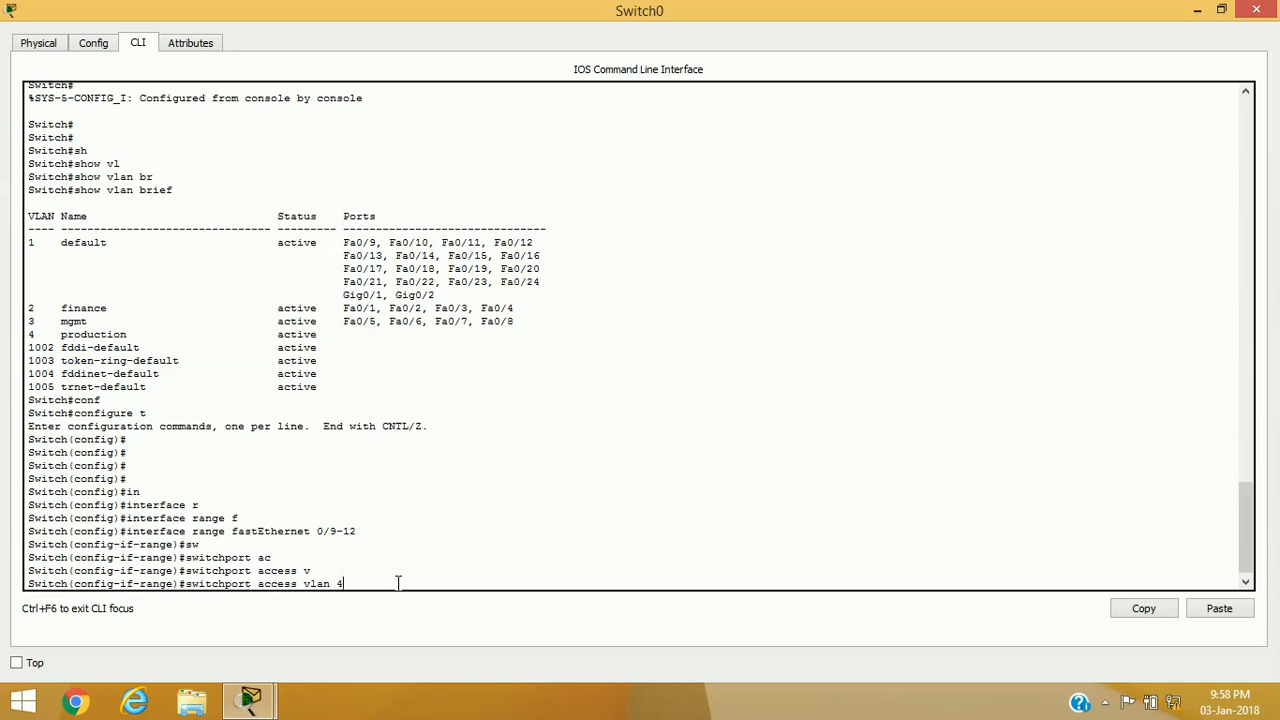 Switch0
Physical Config CLI Attributes
IOS Command Line Interface
Switch#
%SYS-5-CONFIG_I: Configured from console by console
Switch#
Switch#
Switch#sh
Switch#show vl
Switch#show vlan br
Switch#show vlan brief
VLAN Name Status Ports
---- -------------------------------- --------- -------------------------------
1 default active Fa0/9, Fa0/10, Fa0/11, Fa0/12
Fa0/13, Fa0/14, Fa0/15, Fa0/16
Fa0/17, Fa0/18, Fa0/19, Fa0/20
Fa0/21, Fa0/22, Fa0/23, Fa0/24
Gig0/1, Gig0/2
2 finance active Fa0/1, Fa0/2, Fa0/3, Fa0/4
3 mgmt active Fa0/5, Fa0/6, Fa0/7, Fa0/8
4 production active
1002 fddi-default active
1003 token-ring-default active
1004 fddinet-default active
1005 trnet-default active
Switch#conf
Switch#configure t
Enter configuration commands, one per line. End with CNTL/Z.
Switch(config)#
Switch(config)#
Switch(config)#
Switch(config)#
Switch(config)#in
Switch(config)#interface r
Switch(config)#interface range f
Switch(config)#interface range fastEthernet 0/9-12
Switch(config-if-range)#sw
Switch(config-if-range)#switchport ac
Switch(config-if-range)#switchport access v
Switch(config-if-range)#switchport access vlan 4
Ctrl+F6 to exit CLI focus
Copy Paste
Top
9:58 PM
03-Jan-2018